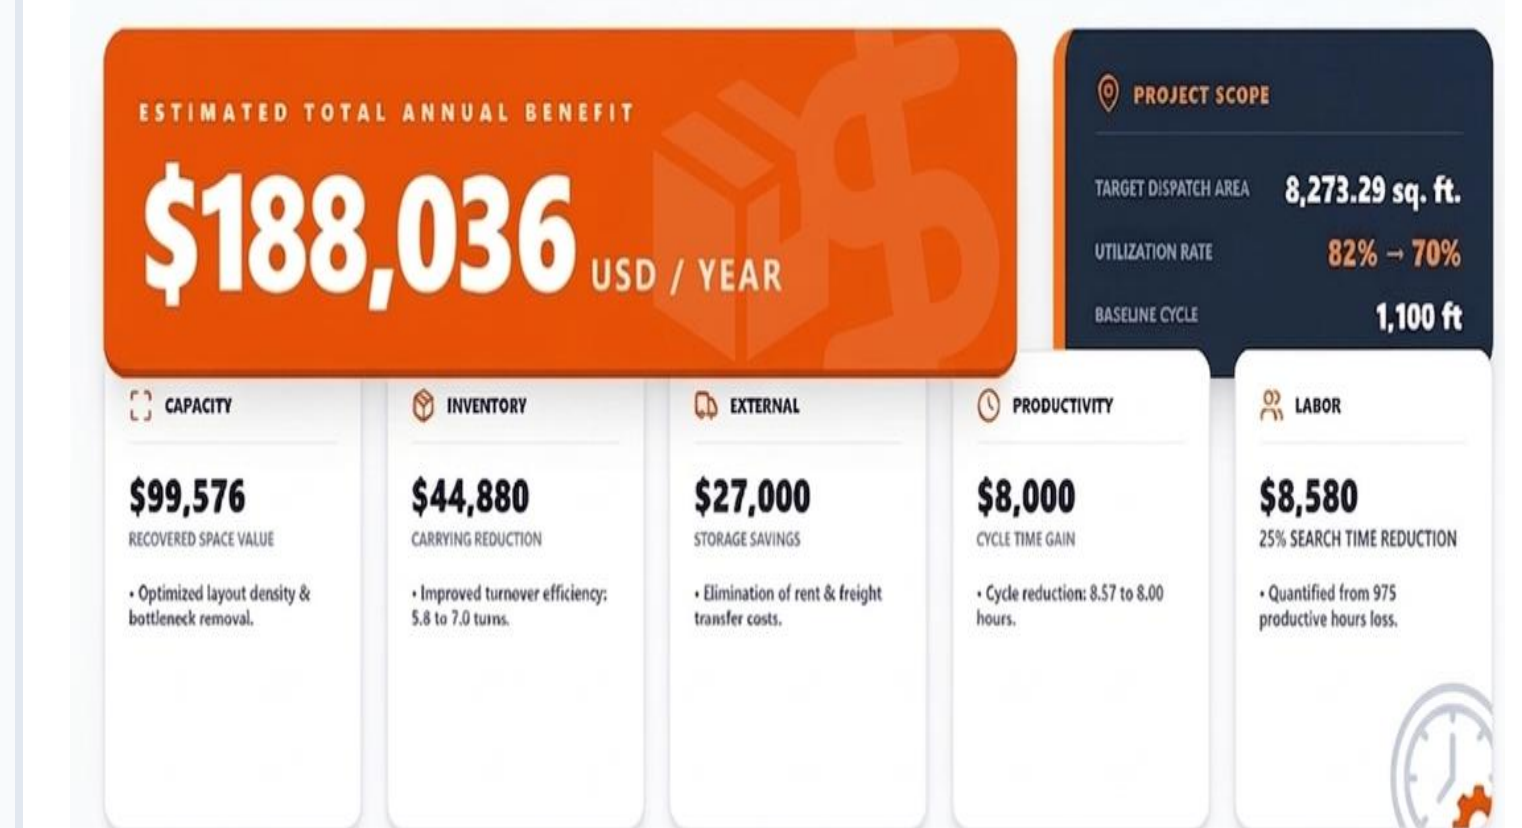 ESTIMATED TOTAL ANNUAL BENEFIT
$188,036 USD / YEAR
PROJECT SCOPE
TARGET DISPATCH AREA 8,273.29 sq. ft.
UTILIZATION RATE 82% → 70%
BASELINE CYCLE 1,100 ft
CAPACITY
$99,576
RECOVERED SPACE VALUE
• Optimized layout density &
bottleneck removal.
INVENTORY
$44,880
CARRYING REDUCTION
• Improved turnover efficiency:
5.8 to 7.0 turns.
EXTERNAL
$27,000
STORAGE SAVINGS
• Elimination of rent & freight
transfer costs.
PRODUCTIVITY
$8,000
CYCLE TIME GAIN
• Cycle reduction: 8.57 to 8.00
hours.
LABOR
$8,580
25% SEARCH TIME REDUCTION
• Quantified from 975
productive hours loss.